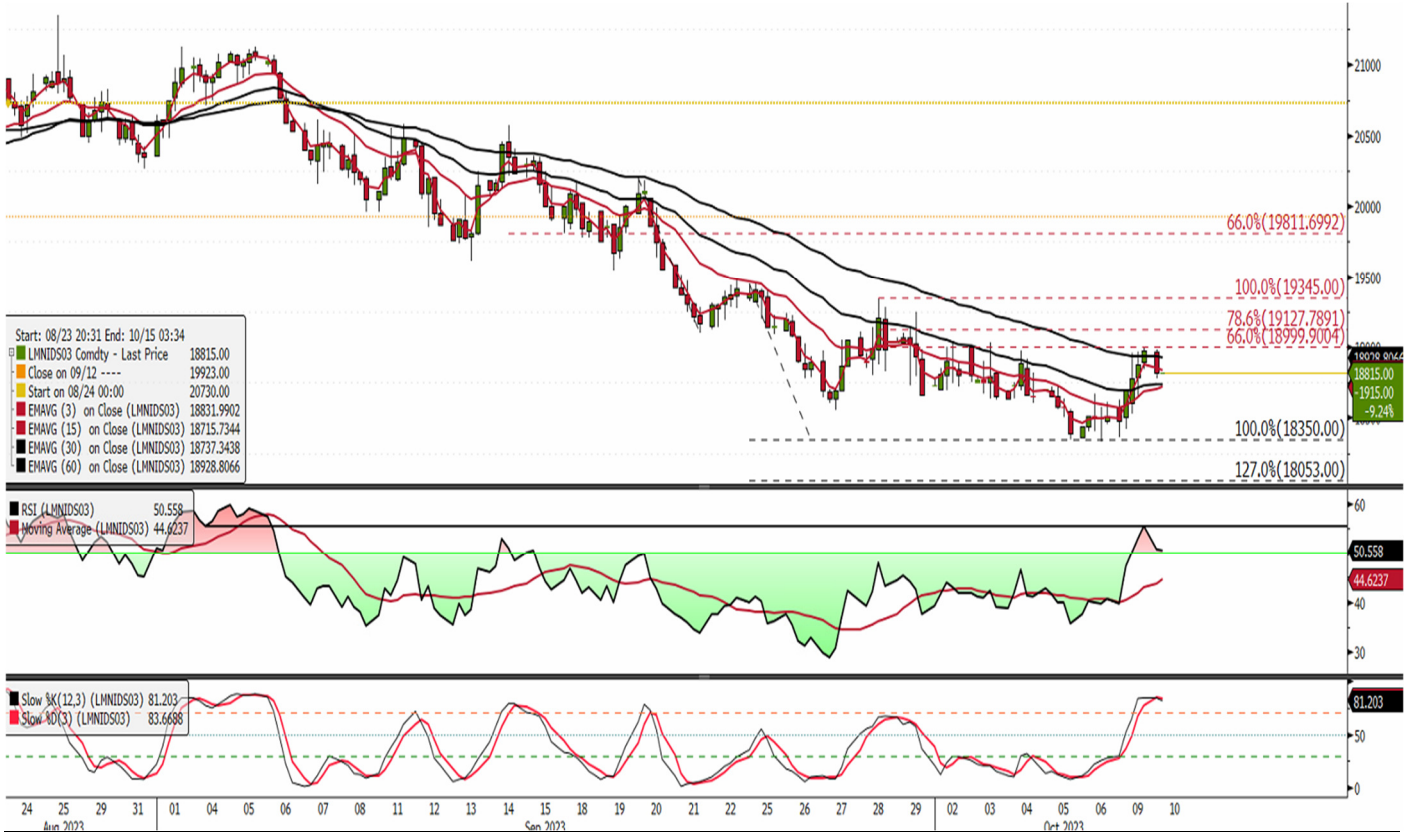 21000
20500
20000
66.0%(19811.6992)
19500
100.0%(19345.00)
78.6%(19127.7891)
66.0%(18999.9004)
18815.00
-1915.00
-9.24%
100.0%(18350.00)
127.0%(18053.00)
Start: 08/23 20:31 End: 10/15 03:34
LMNIDS03 Comdty - Last Price 18815.00
Close on 09/12 ---- 19923.00
Start on 08/24 00:00 20730.00
EMAVG (3) on Close (LMNIDS03) 18831.9902
EMAVG (15) on Close (LMNIDS03) 18715.7344
EMAVG (30) on Close (LMNIDS03) 18737.3438
EMAVG (60) on Close (LMNIDS03) 18928.8066
RSI (LMNIDS03) 50.558
Moving Average (LMNIDS03) 44.6237
60
50.558
44.6237
40
30
Slow %K(12,3) (LMNIDS03) 81.203
Slow %D(3) (LMNIDS03) 83.6688
81.203
50
0
24 25 29 31 01 04 05 06 07 08 11 12 13 14 15 18 19 20 21 22 25 26 27 28 29 02 03 04 05 06 09 10
Aug 2023 Sep 2023 Oct 2023